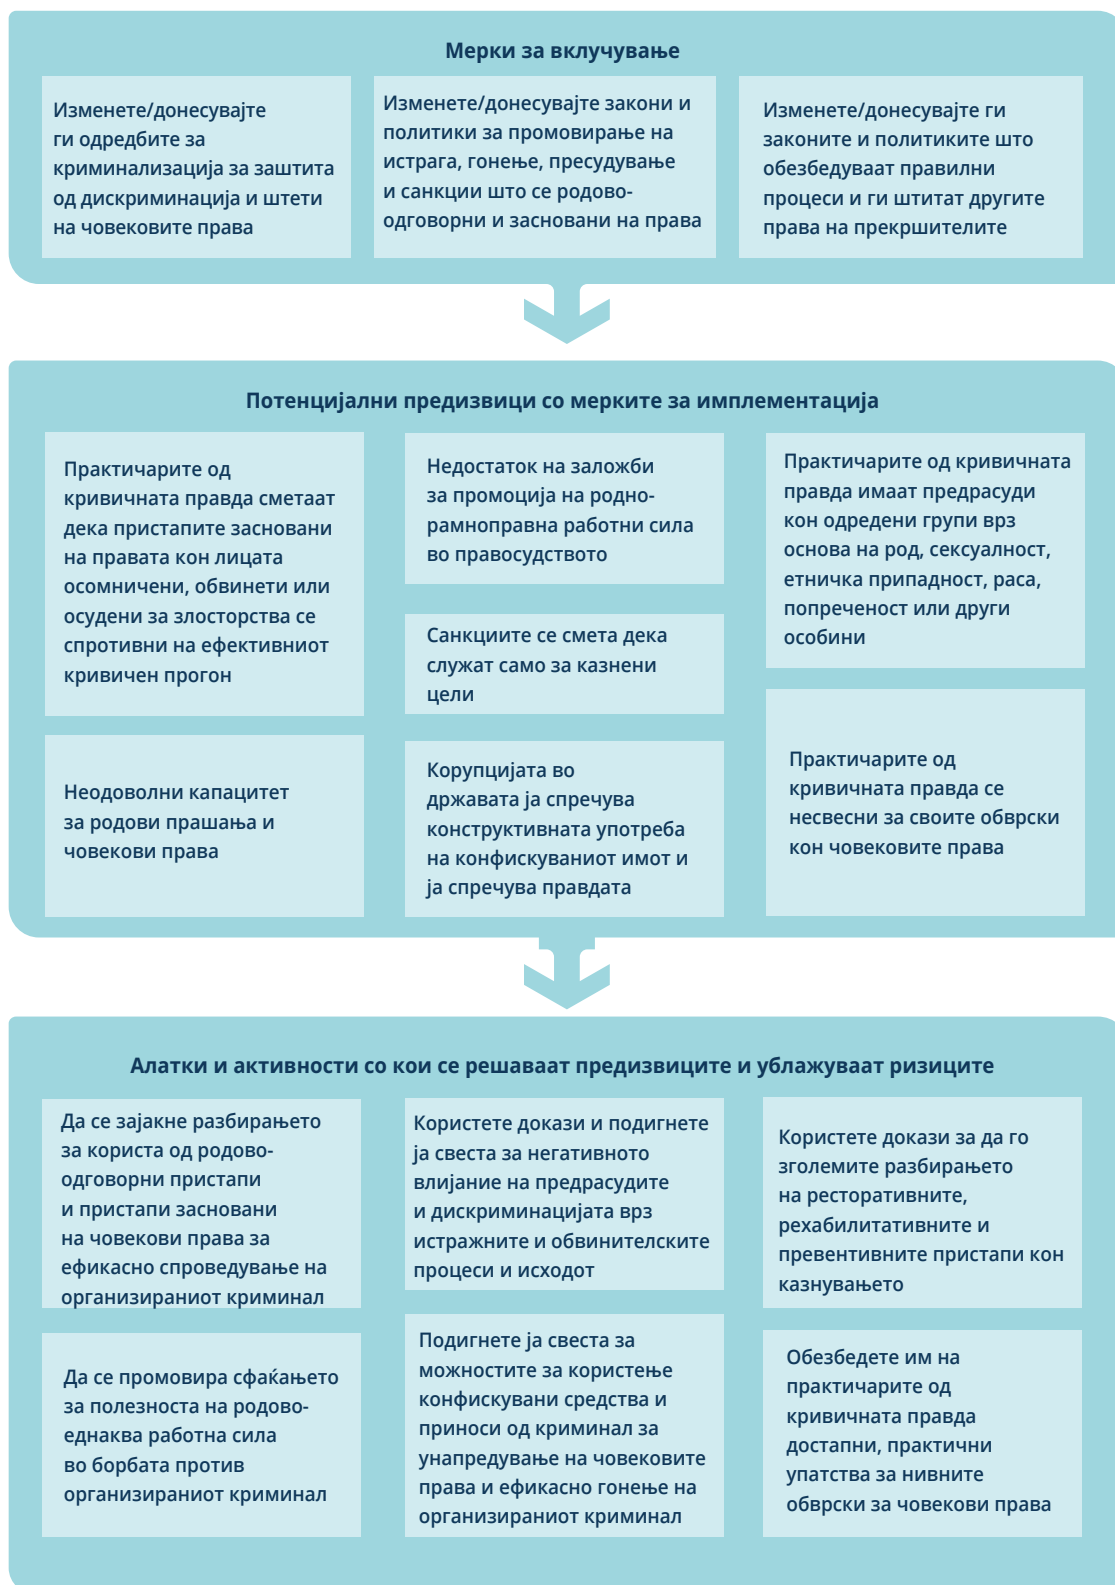 Мерки за вклучување
Изменете/донесувајте
ги одредбите за
криминализација за заштита
од дискриминација и штети
на човековите права
Изменете/донесувајте закони и
политики за промовирање на
истрага, гонење, пресудување
и санкции што се родово-
одговорни и засновани на права
Изменете/донесувајте ги
законите и политиките што
обезбедуваат правилни
процеси и ги штитат другите
права на прекршителите
Потенцијални предизвици со мерките за имплементација
Практичарите од
кривичната правда сметаат
дека пристапите засновани
на правата кон лицата
осомничени, обвинети или
осудени за злосторства се
спротивни на ефективниот
кривичен прогон
Неодоволни капацитет
за родови прашања и
човекови права
Недостаток на заложби
за промоција на родно-
рамноправна работни сила
во правосудството
Санкциите се смета дека
служат само за казнени
цели
Корупцијата во
државата ја спречува
конструктивната употреба
на конфискуваниот имот и
ја спречува правдата
Практичарите од кривичната
правда имаат предрасуди
кон одредени групи врз
основа на род, сексуалност,
етничка припадност, раса,
попреченост или други
особини
Практичарите од
кривичната правда се
несвесни за своите обврски
кон човековите права
Алатки и активности со кои се решаваат предизвиците и ублажуваат ризиците
Да се зајакне разбирањето
за користа од родово-
одговорни пристапи
и пристапи засновани
на човекови права за
ефикасно спроведување на
организираниот криминал
Користете докази и подигнете
ја свеста за негативното
влијание на предрасудите
и дискриминацијата врз
истражните и обвинителските
процеси и исходот
Користете докази за да го
зголемите разбирањето
на ресторативните,
рехабилитативните и
превентивните пристапи кон
казнувањето
Да се промовира сфаќањето
за полезноста на родово-
еднаква работна сила
во борбата против
организираниот криминал
Подигнете ја свеста за
можностите за користење
конфискувани средства и
приноси од криминал за
унапредување на човековите
права и ефикасно гонење на
организираниот криминал
Обезбедете им на
практичарите од
кривичната правда
достапни, практични
упатства за нивните
обврски за човекови права